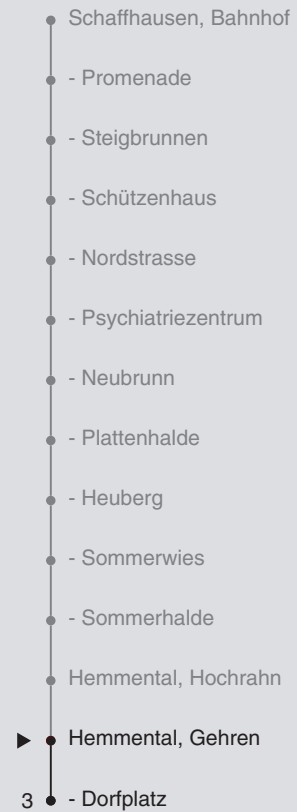 Schaffhausen, Bahnhof
- Promenade
- Steigbrunnen
- Schützenhaus
- Nordstrasse
- Psychiatriezentrum
- Neubrunn
- Plattenhalde
- Heuberg
- Sommerwies
- Sommerhalde
Hemmental, Hochrahn
Hemmental, Gehren
3 - Dorfplatz